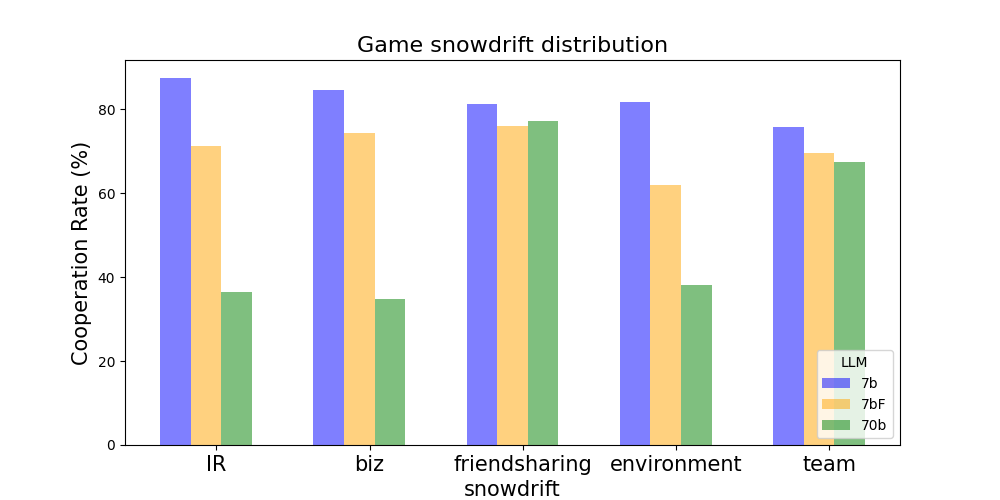 Game snowdrift distribution
Cooperation Rate (%)
80
60
40
20
0
LLM
7b
7bF
70b
IR biz friendsharing environment team
snowdrift